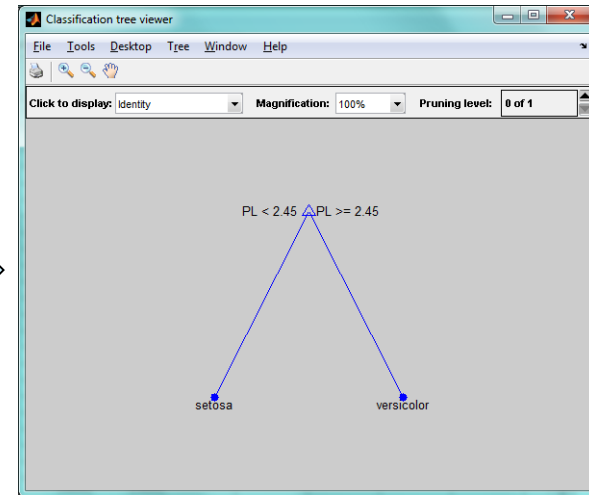 Classification tree viewer
File Tools Desktop Tree Window Help
Click to display: Identity Magnification: 100% Pruning level: 0 of 1
PL < 2.45 PL >= 2.45
setosa versicolor